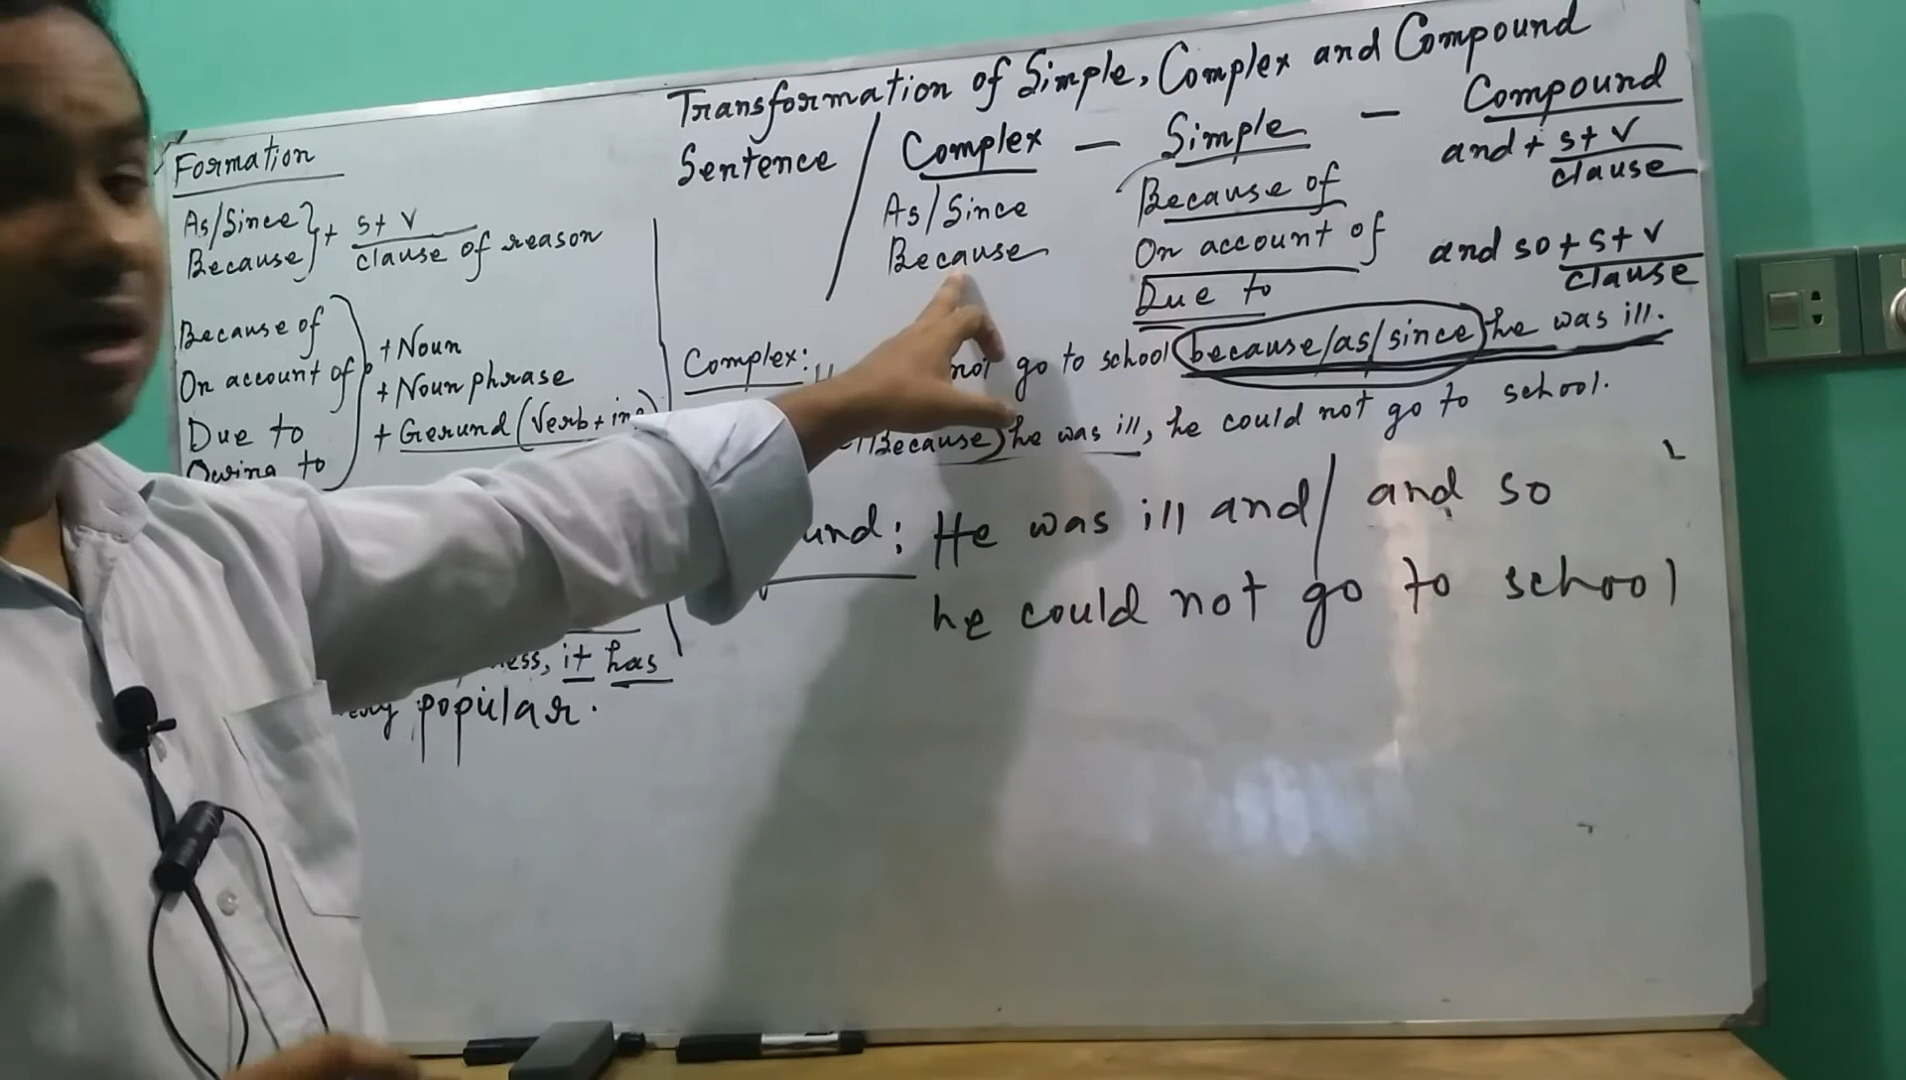 Transformation of Simple, Complex and Compound
Sentence / Complex — Simple — Compound
As/Since
Because
Because of
On account of
Due to
and + s+v
clause
and so + s+v
clause
Formation
As/Since
Because
+ s+v
clause of reason
Because of
On account of
Due to
Owing to
+ Noun
+ Noun phrase
+ Gerund (Verb + ing)
it has
popular.
Complex:
not go to school because/as/since he was ill.
Because he was ill, he could not go to school.
und: He was ill and / and so
he could not go to school